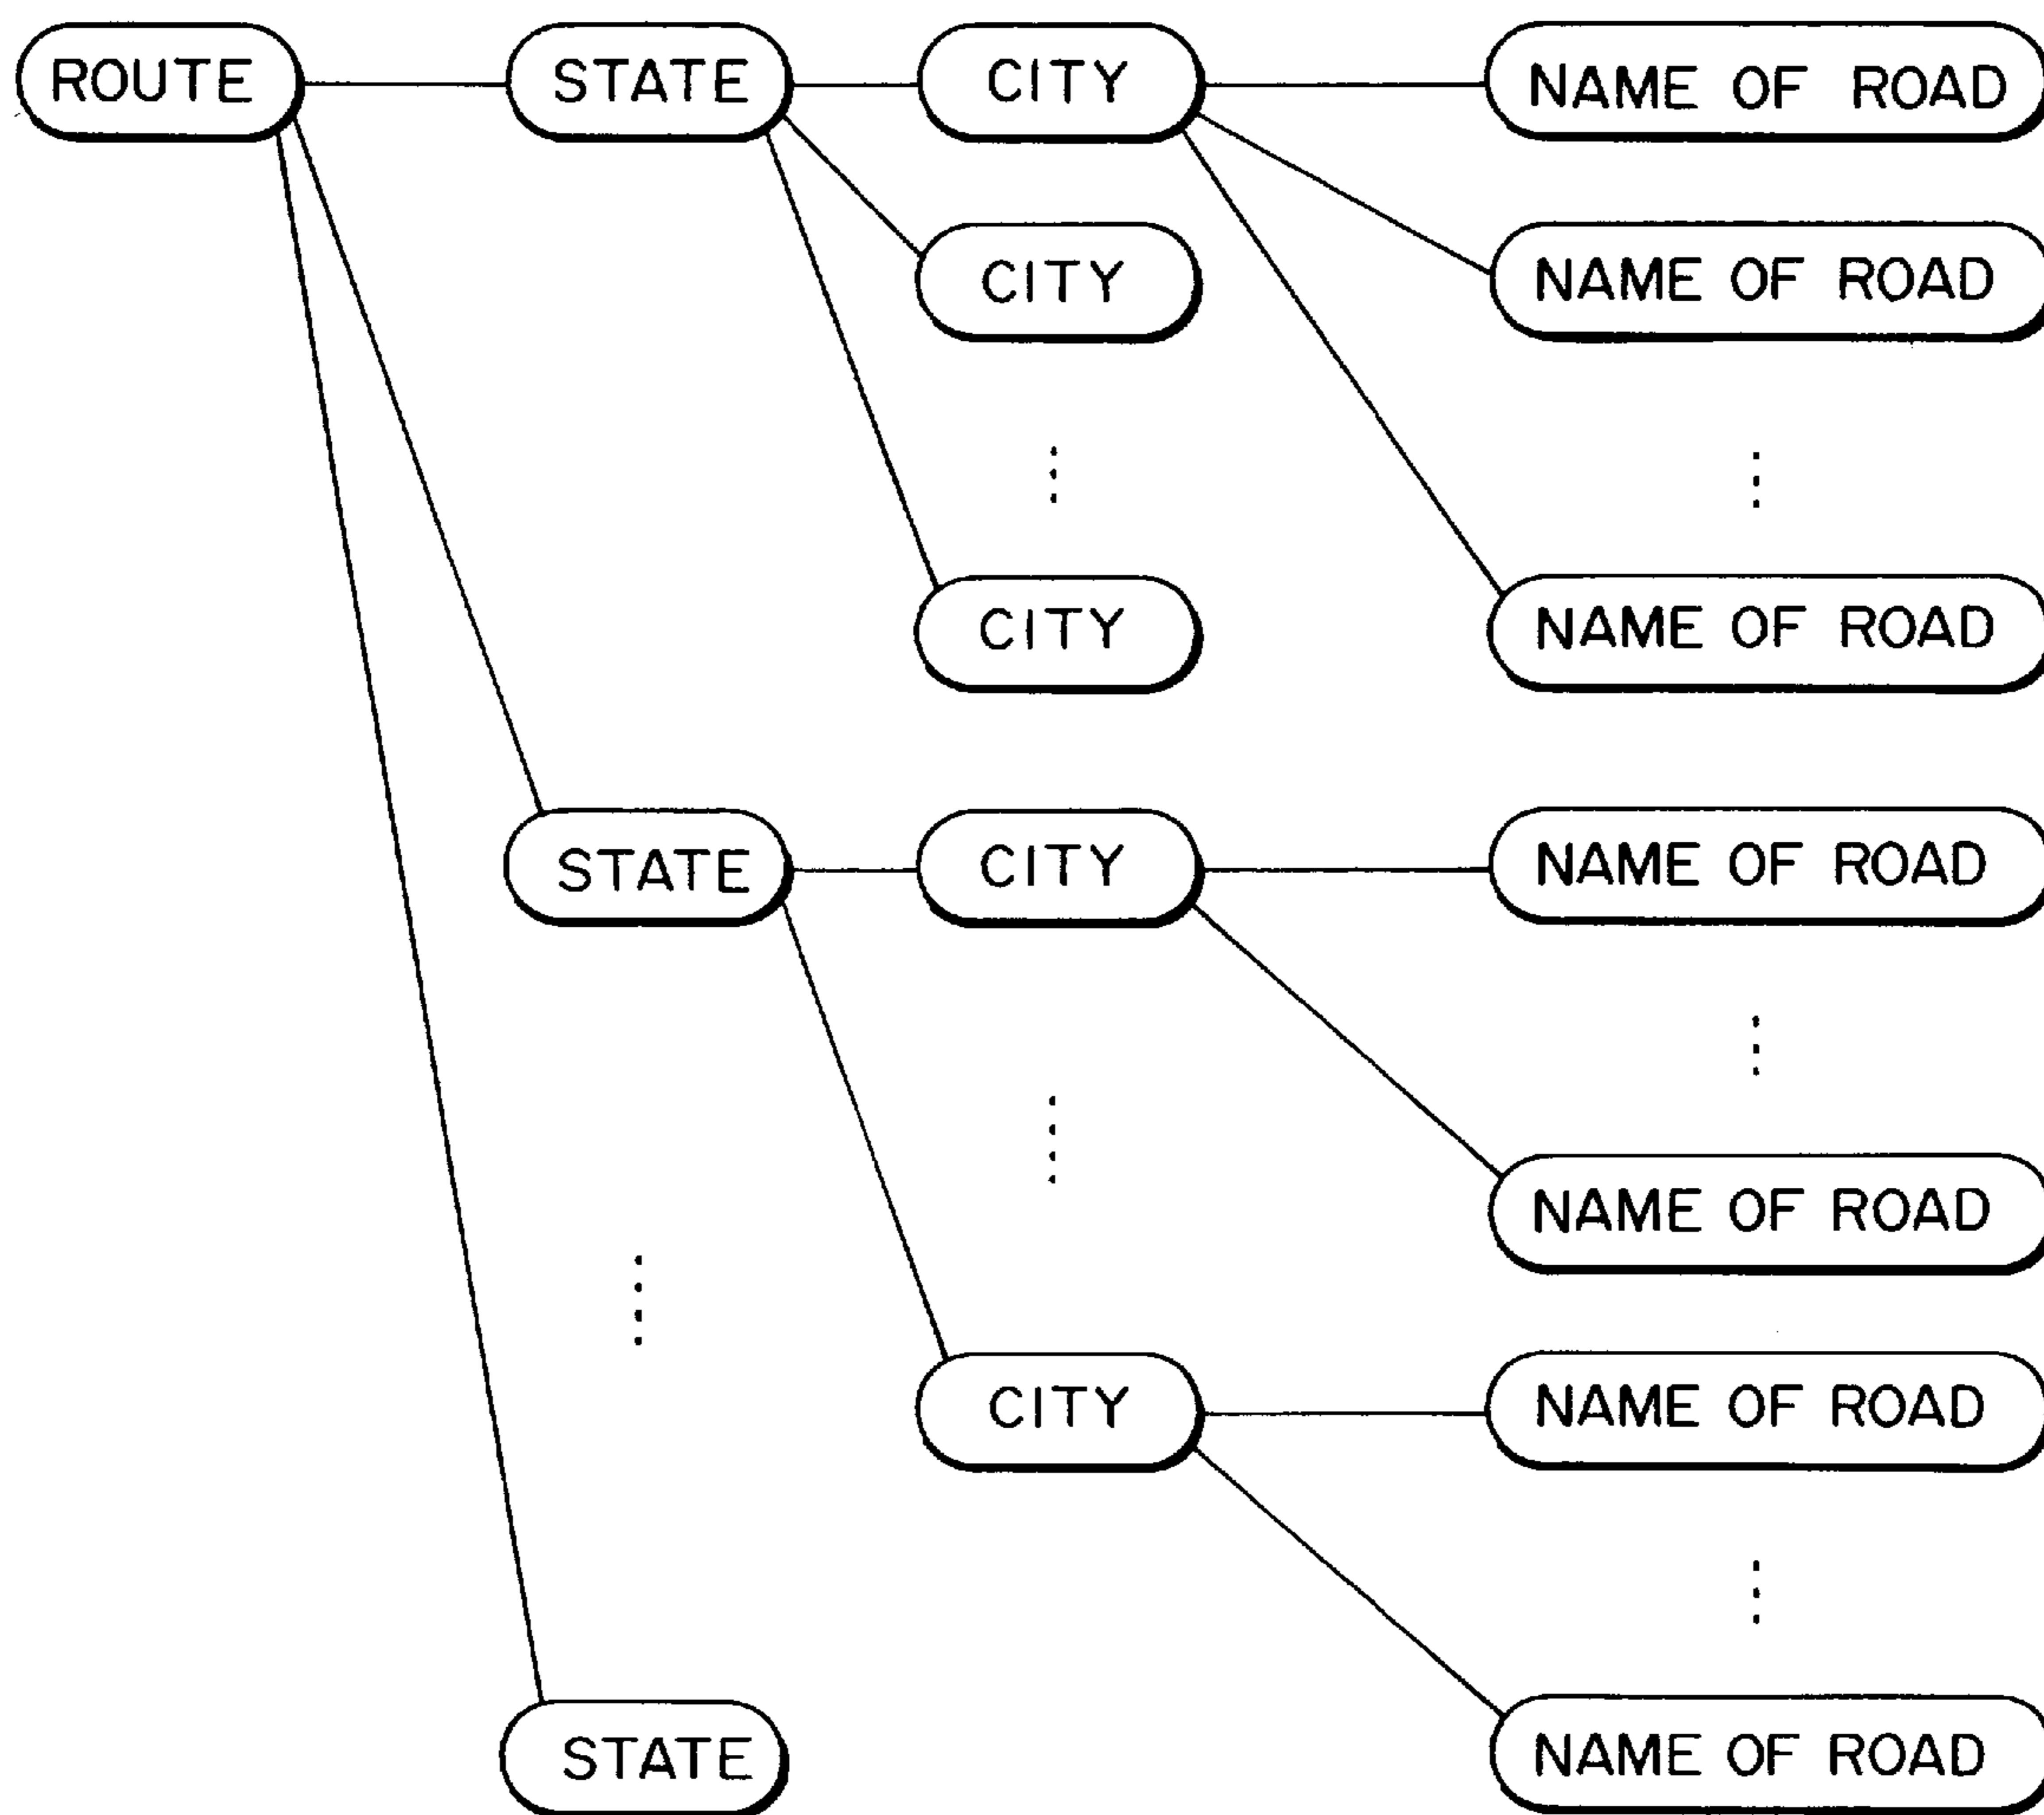 ROUTE STATE CITY NAME OF ROAD
CITY NAME OF ROAD
CITY NAME OF ROAD
STATE CITY NAME OF ROAD
NAME OF ROAD
CITY NAME OF ROAD
STATE NAME OF ROAD